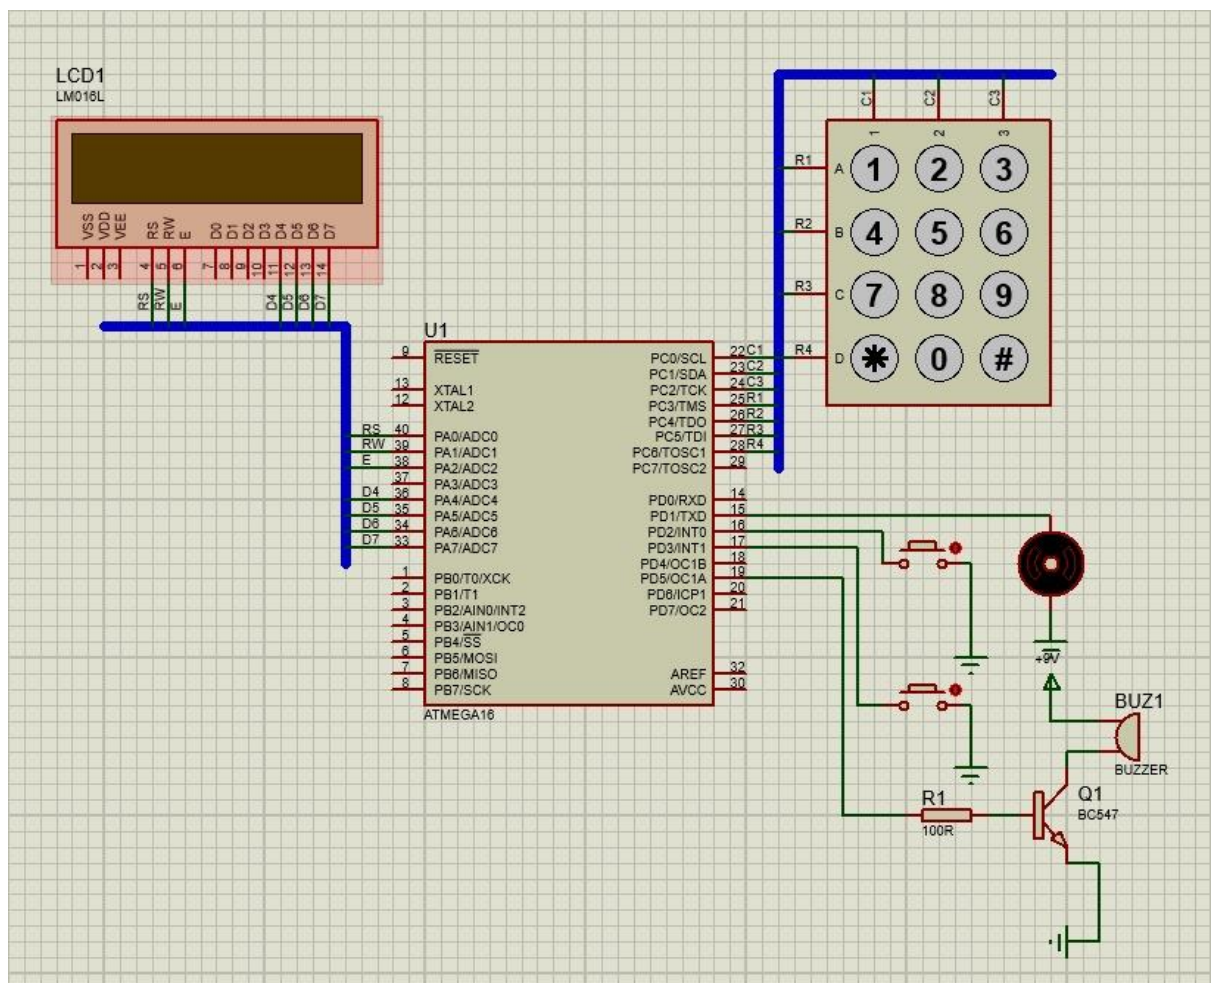 LCD1
LM016L
VSS VDD VEE RS RW E D0 D1 D2 D3 D4 D5 D6 D7
1 2 3 4 5 6 7 8 9 10 11 12 13 14
RS RW E D4 D5 D6 D7
C1 C2 C3
1 2 3
R1 A 1 2 3
R2 B 4 5 6
R3 C 7 8 9
R4 D * 0 #
U1
9 RESET PC0/SCL 22 C1
PC1/SDA 23 C2
13 XTAL1 PC2/TCK 24 C3
12 XTAL2 PC3/TMS 25 R1
PC4/TDO 26 R2
RS 40 PA0/ADC0 PC5/TDI 27 R3
RW 39 PA1/ADC1 PC6/TOSC1 28 R4
E 38 PA2/ADC2 PC7/TOSC2 29
37 PA3/ADC3
D4 36 PA4/ADC4 PD0/RXD 14
D5 35 PA5/ADC5 PD1/TXD 15
D6 34 PA6/ADC6 PD2/INT0 16
D7 33 PA7/ADC7 PD3/INT1 17
PD4/OC1B 18
1 PB0/T0/XCK PD5/OC1A 19
2 PB1/T1 PD6/ICP1 20
3 PB2/AIN0/INT2 PD7/OC2 21
4 PB3/AIN1/OC0
5 PB4/SS
6 PB5/MOSI
7 PB6/MISO AREF 32
8 PB7/SCK AVCC 30
ATMEGA16
+9V
BUZ1
BUZZER
R1
100R
Q1
BC547